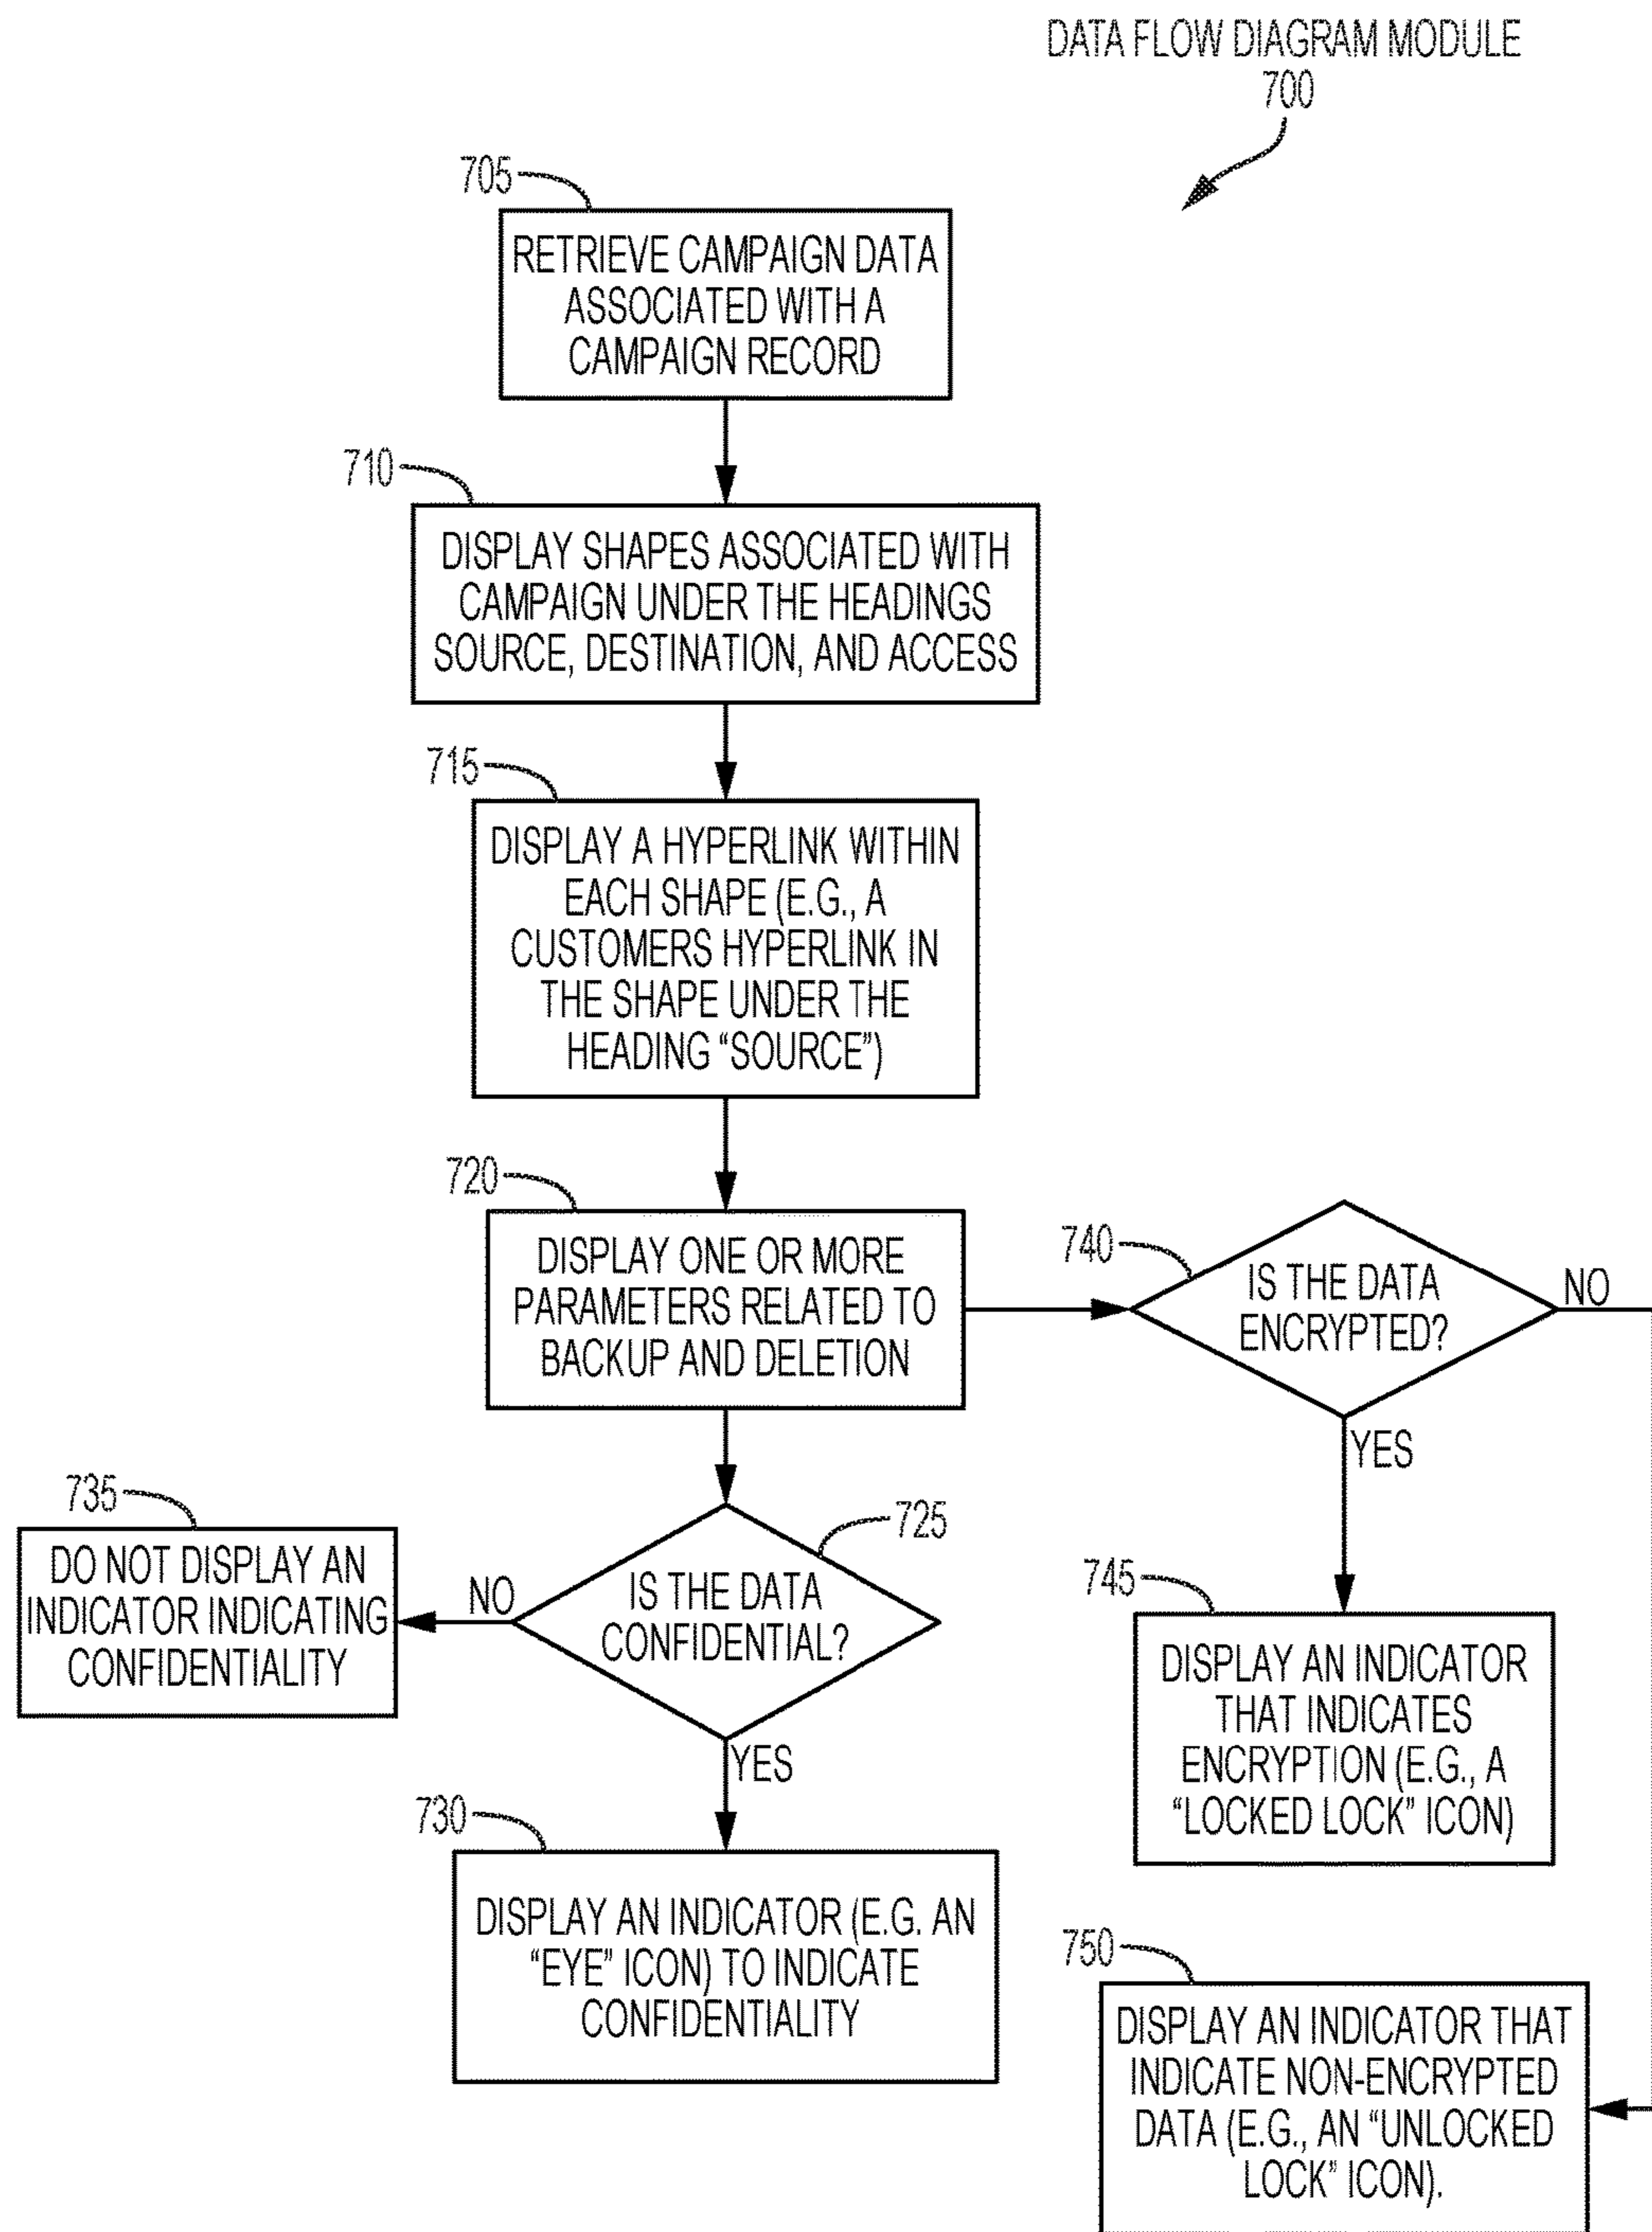 DATA FLOW DIAGRAM MODULE
700
705
RETRIEVE CAMPAIGN DATA
ASSOCIATED WITH A
CAMPAIGN RECORD
710
DISPLAY SHAPES ASSOCIATED WITH
CAMPAIGN UNDER THE HEADINGS
SOURCE, DESTINATION, AND ACCESS
715
DISPLAY A HYPERLINK WITHIN
EACH SHAPE (E.G., A
CUSTOMERS HYPERLINK IN
THE SHAPE UNDER THE
HEADING “SOURCE”)
720
DISPLAY ONE OR MORE
PARAMETERS RELATED TO
BACKUP AND DELETION
740
IS THE DATA
ENCRYPTED?
NO
YES
735
DO NOT DISPLAY AN
INDICATOR INDICATING
CONFIDENTIALITY
NO
725
IS THE DATA
CONFIDENTIAL?
YES
745
DISPLAY AN INDICATOR
THAT INDICATES
ENCRYPTION (E.G., A
“LOCKED LOCK” ICON)
730
DISPLAY AN INDICATOR (E.G. AN
“EYE” ICON) TO INDICATE
CONFIDENTIALITY
750
DISPLAY AN INDICATOR THAT
INDICATE NON-ENCRYPTED
DATA (E.G., AN “UNLOCKED
LOCK” ICON).